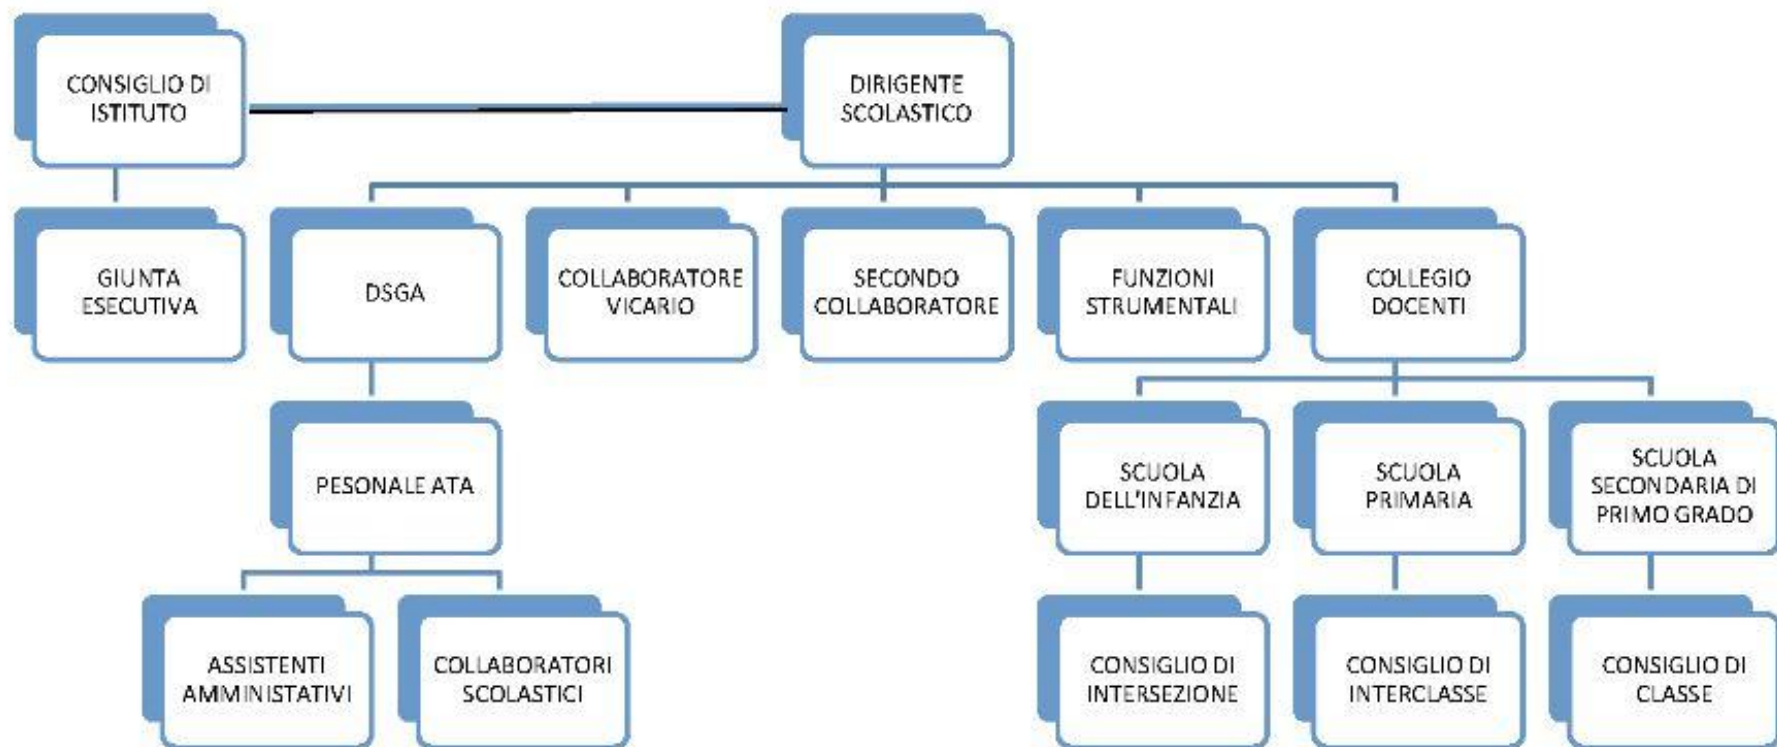 CONSIGLIO DI
ISTITUTO
DIRIGENTE
SCOLASTICO
GIUNTA
ESECUTIVA
DSGA
COLLABORATORE
VICARIO
SECONDO
COLLABORATORE
FUNZIONI
STRUMENTALI
COLLEGIO
DOCENTI
PESONALE ATA
SCUOLA
DELL'INFANZIA
SCUOLA
PRIMARIA
SCUOLA
SECONDARIA DI
PRIMO GRADO
ASSISTENTI
AMMINISTATIVI
COLLABORATORI
SCOLASTICI
CONSIGLIO DI
INTERSEZIONE
CONSIGLIO DI
INTERCLASSE
CONSIGLIO DI
CLASSE